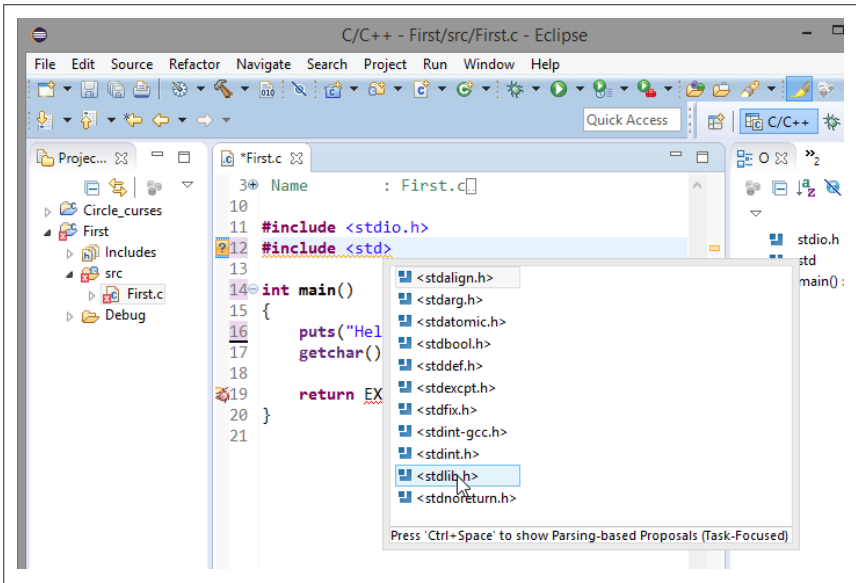 C/C++ - First/src/First.c - Eclipse
File Edit Source Refactor Navigate Search Project Run Window Help
010
Quick Access
C/C++
Projec...
*First.c
O
»2
Circle_curses
First
Includes
src
First.c
Debug
3 Name : First.c
10
11 #include <stdio.h>
12 #include <std>
13
14 int main()
15 {
16 puts("Hel
17 getchar()
18
19 return EX
20 }
21
<stdalign.h>
<stdarg.h>
<stdatomic.h>
<stdbool.h>
<stddef.h>
<stdexcpt.h>
<stdfix.h>
<stdint-gcc.h>
<stdint.h>
<stdlib.h>
<stdnoreturn.h>
Press 'Ctrl+Space' to show Parsing-based Proposals (Task-Focused)
stdio.h
std
main() :